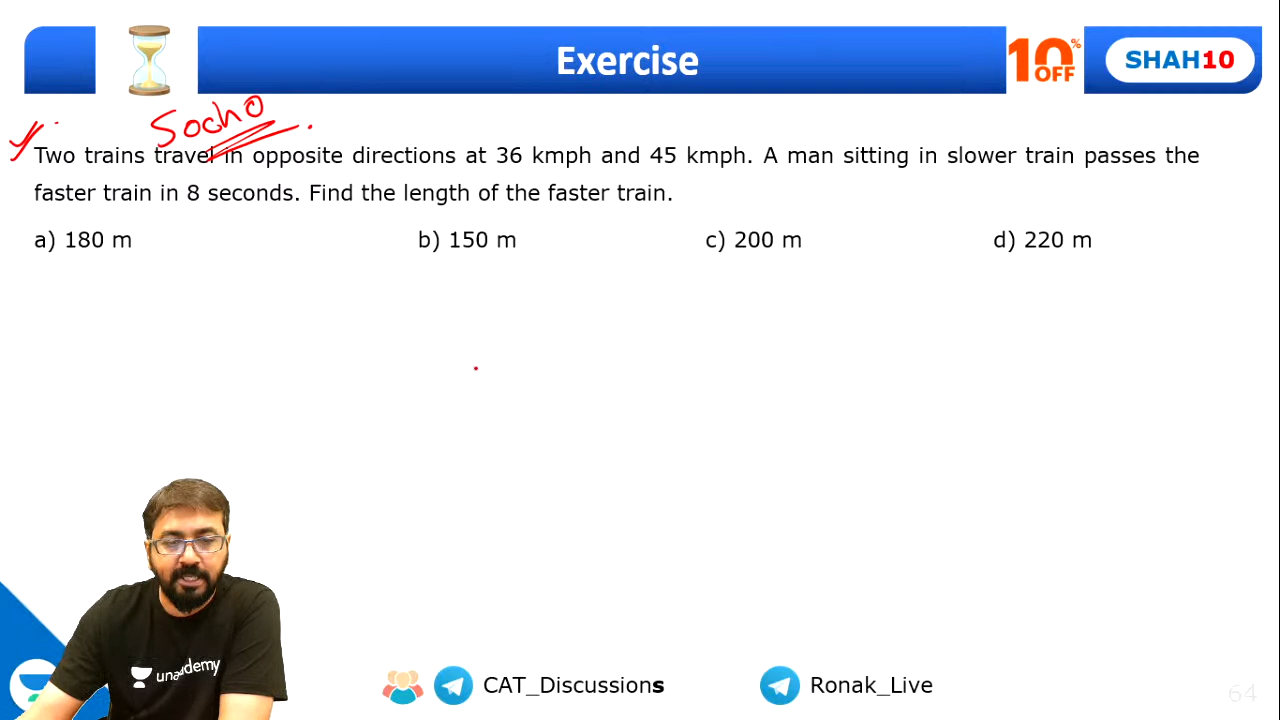 Exercise
10% OFF
SHAH10
Socho
Two trains travel in opposite directions at 36 kmph and 45 kmph. A man sitting in slower train passes the
faster train in 8 seconds. Find the length of the faster train.
a) 180 m b) 150 m c) 200 m d) 220 m
unacademy
CAT_Discussions Ronak_Live
64